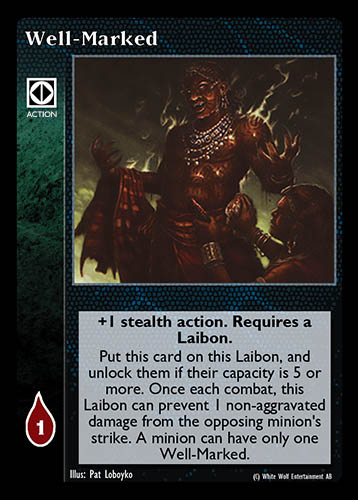 Well-Marked
ACTION
+1 stealth action. Requires a
Laibon.
Put this card on this Laibon, and
unlock them if their capacity is 5 or
more. Once each combat, this
Laibon can prevent 1 non-aggravated
damage from the opposing minion's
strike. A minion can have only one
Well-Marked.
1
Illus: Pat Loboyko
(C) White Wolf Entertainment AB